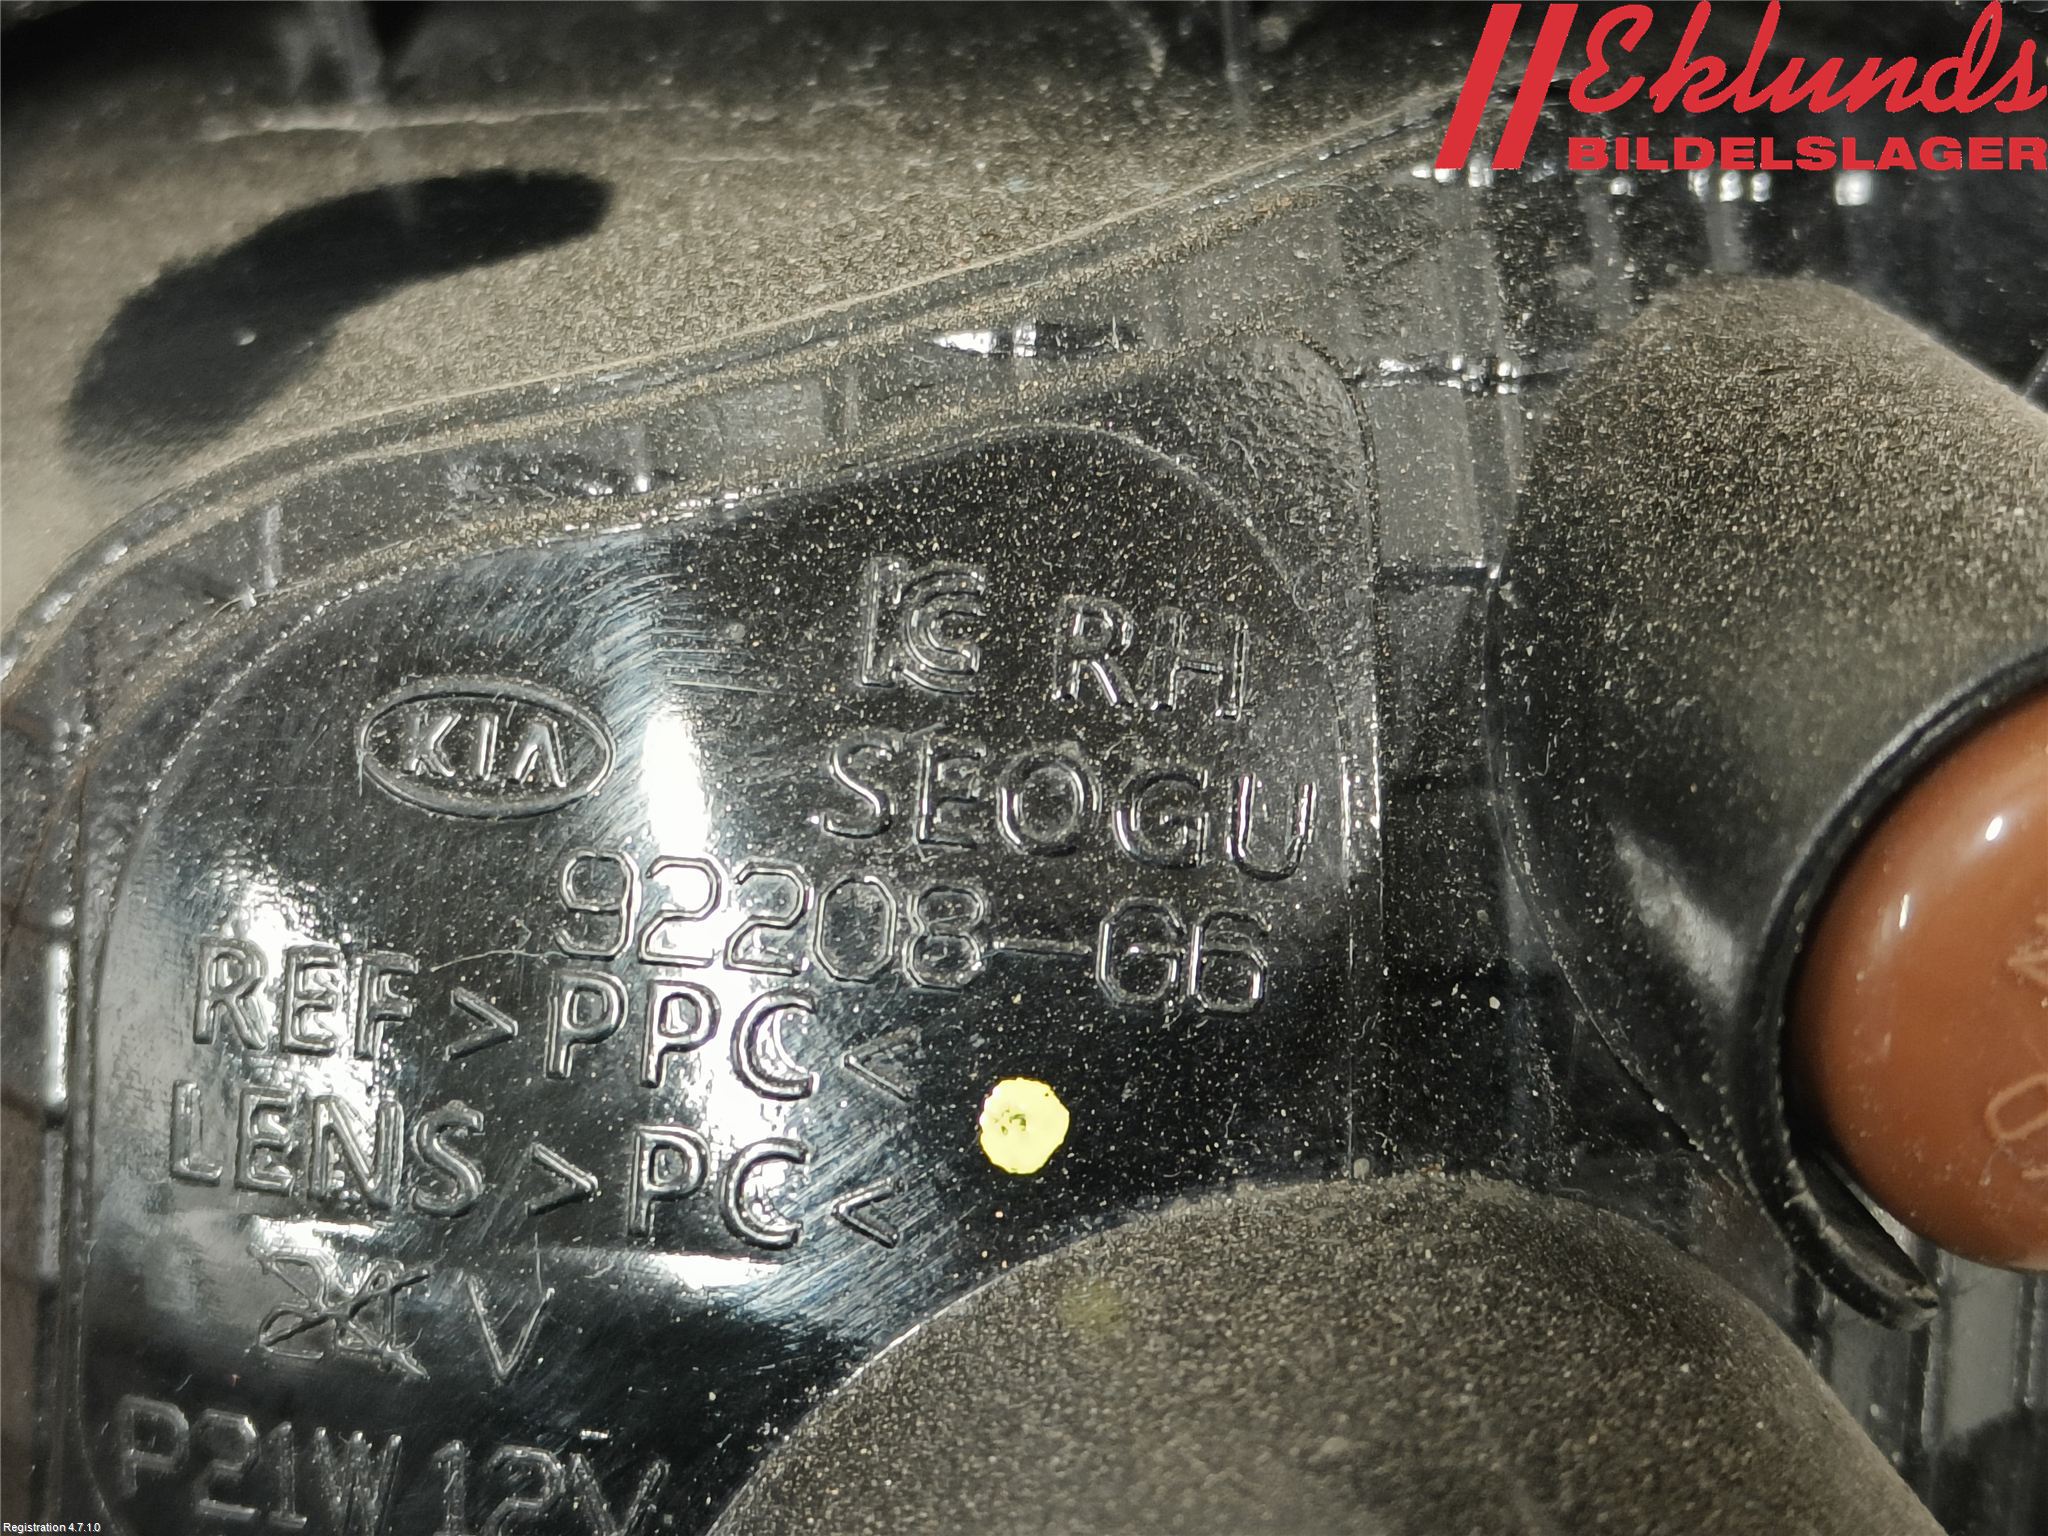 Eklunds
BILDELSLAGER
RH
KIA
SEOGU
92208-G6
REF >PPC<
LENS >PC<
24 V
P21W 12V
Registration 4.7.1.0